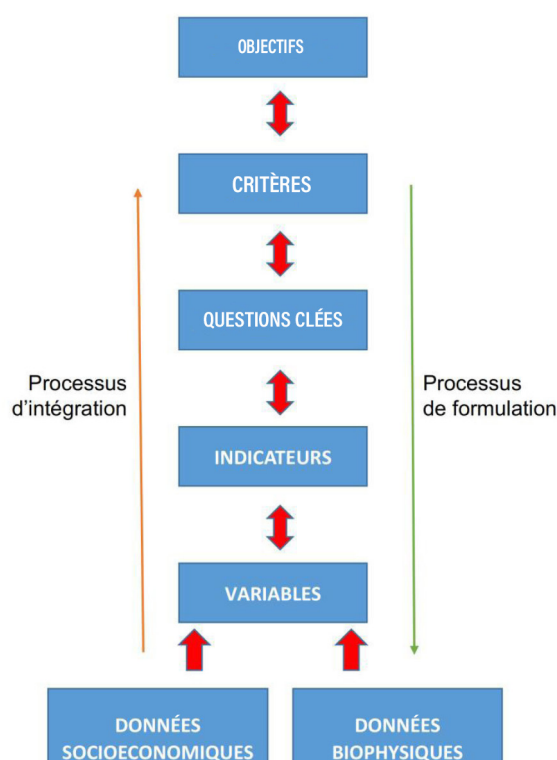 OBJECTIFS
CRITÈRES
QUESTIONS CLÉES
Processus
d'intégration
Processus
de formulation
INDICATEURS
VARIABLES
DONNÉES
SOCIOECONOMIQUES
DONNÉES
BIOPHYSIQUES